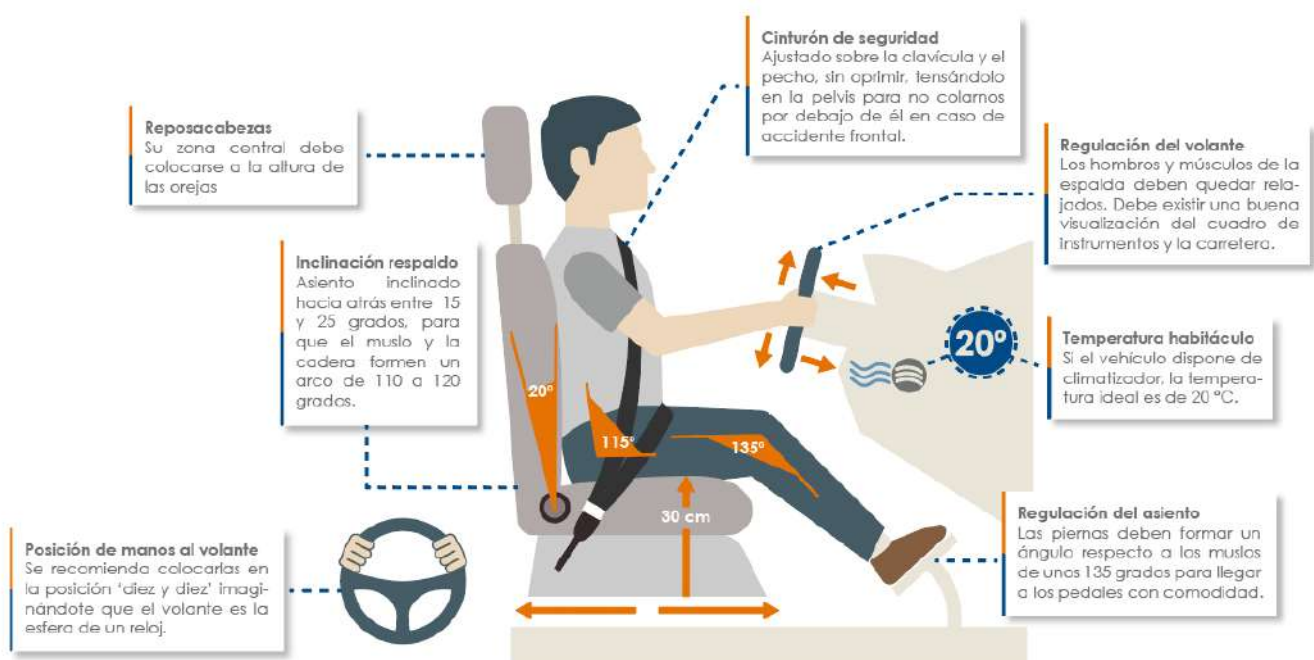 Cinturón de seguridad
Ajustado sobre la clavícula y el
pecho, sin oprimir, tensándolo
en la pelvis para no colarnos
por debajo de él en caso de
accidente frontal.
Reposacabezas
Su zona central debe
colocarse a la altura de
las orejas
Regulación del volante
Los hombros y músculos de la
espalda deben quedar rela-
jados. Debe existir una buena
visualización del cuadro de
instrumentos y la carretera.
Inclinación respaldo
Asiento inclinado
hacia atrás entre 15
y 25 grados, para
que el muslo y la
cadera formen un
arco de 110 a 120
grados.
20º
Temperatura habitáculo
Si el vehículo dispone de
climatizador, la tempera-
tura ideal es de 20 °C.
20º
115º
135º
30 cm
Regulación del asiento
Las piernas deben formar un
ángulo respecto a los muslos
de unos 135 grados para llegar
a los pedales con comodidad.
Posición de manos al volante
Se recomienda colocarlas en
la posición ‘diez y diez’ imagi-
nándote que el volante es la
esfera de un reloj.